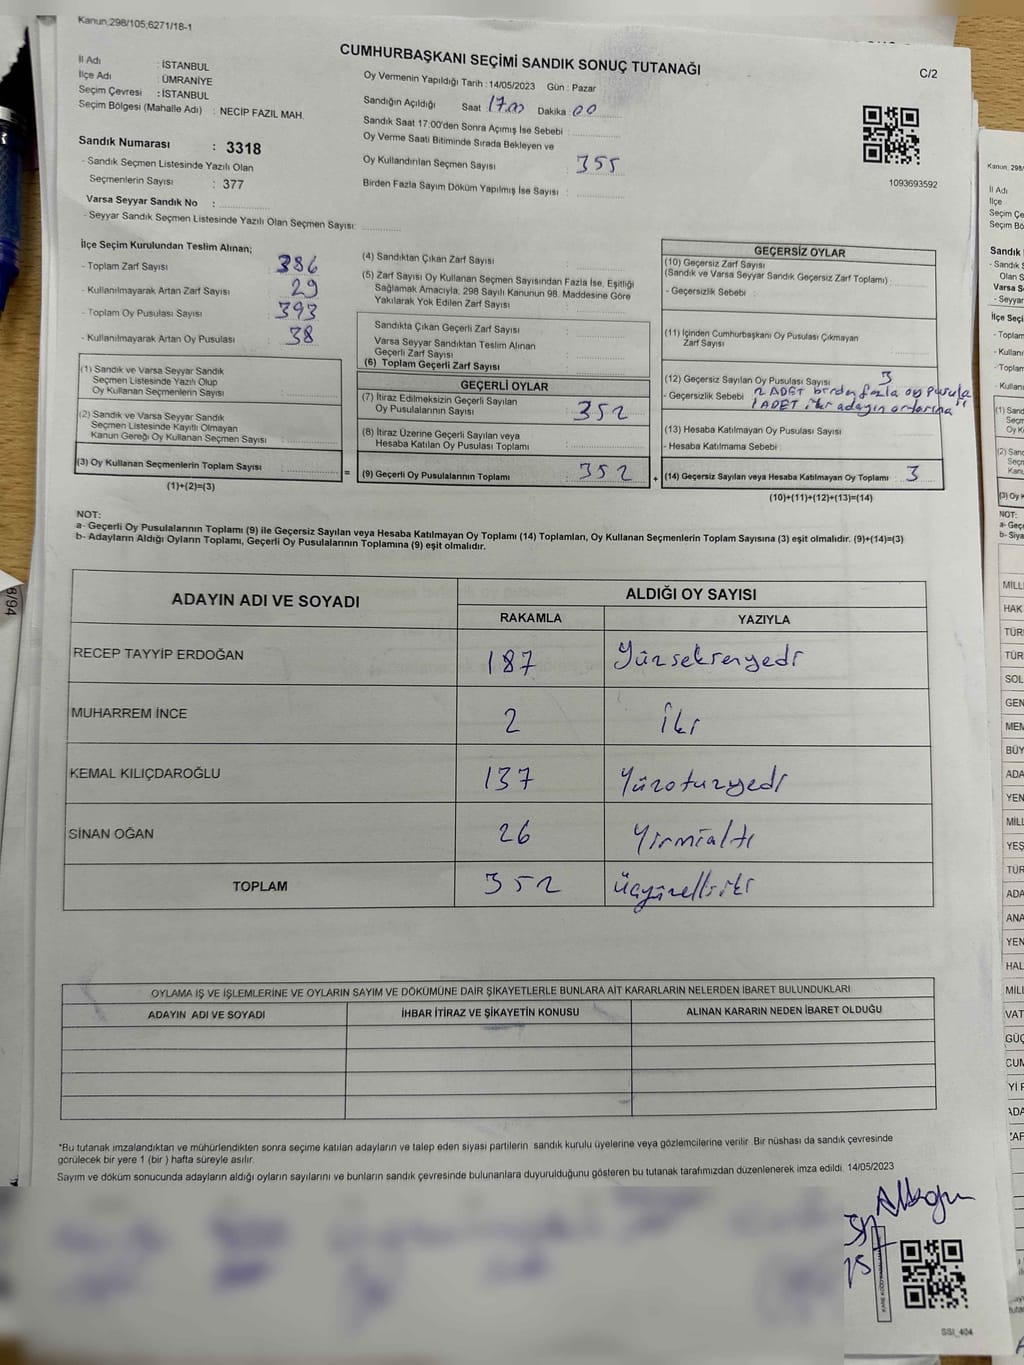 Kanun:298/105;6271/18-1
CUMHURBAŞKANI SEÇİMİ SANDIK SONUÇ TUTANAĞI
C/2
İl Adı : İSTANBUL
İlçe Adı : ÜMRANİYE
Seçim Çevresi : İSTANBUL
Seçim Bölgesi (Mahalle Adı) : NECİP FAZIL MAH.
Sandık Numarası : 3318
- Sandık Seçmen Listesinde Yazılı Olan
Seçmenlerin Sayısı : 377
Varsa Seyyar Sandık No :
- Seyyar Sandık Seçmen Listesinde Yazılı Olan Seçmen Sayısı:
Oy Vermenin Yapıldığı Tarih : 14/05/2023 Gün : Pazar
Sandığın Açıldığı Saat 17.00 Dakika 00
Sandık Saat 17:00'den Sonra Açımış İse Sebebi :
Oy Verme Saati Bitiminde Sırada Bekleyen ve
Oy Kullandırılan Seçmen Sayısı : 355
Birden Fazla Sayım Döküm Yapılmış İse Sayısı :
1093693592
İlçe Seçim Kurulundan Teslim Alınan;
- Toplam Zarf Sayısı : 386
- Kullanılmayarak Artan Zarf Sayısı : 29
- Toplam Oy Pusulası Sayısı : 393
- Kullanılmayarak Artan Oy Pusulası : 38
(1) Sandık ve Varsa Seyyar Sandık
Seçmen Listesinde Yazılı Olup
Oy Kullanan Seçmenlerin Sayısı :
(2) Sandık ve Varsa Seyyar Sandık
Seçmen Listesinde Kayıtlı Olmayan
Kanun Gereği Oy Kullanan Seçmen Sayısı :
(3) Oy Kullanan Seçmenlerin Toplam Sayısı :
(1)+(2)=(3)
=
(4) Sandıktan Çıkan Zarf Sayısı :
(5) Zarf Sayısı Oy Kullanan Seçmen Sayısından Fazla İse, Eşitliği
Sağlamak Amacıyla, 298 Sayılı Kanunun 98. Maddesine Göre
Yakılarak Yok Edilen Zarf Sayısı :
Sandıkta Çıkan Geçerli Zarf Sayısı :
Varsa Seyyar Sandıktan Teslim Alınan
Geçerli Zarf Sayısı :
(6) Toplam Geçerli Zarf Sayısı :
GEÇERLİ OYLAR
(7) İtiraz Edilmeksizin Geçerli Sayılan
Oy Pusulalarının Sayısı : 352
(8) İtiraz Üzerine Geçerli Sayılan veya
Hesaba Katılan Oy Pusulası Toplamı :
(9) Geçerli Oy Pusulalarının Toplamı : 352
+
GEÇERSİZ OYLAR
(10) Geçersiz Zarf Sayısı
(Sandık ve Varsa Seyyar Sandık Geçersiz Zarf Toplamı) :
- Geçersizlik Sebebi :
(11) İçinden Cumhurbaşkanı Oy Pusulası Çıkmayan
Zarf Sayısı :
(12) Geçersiz Sayılan Oy Pusulası Sayısı : 3
- Geçersizlik Sebebi : 2 ADET birden fazla oy pusula
1 ADET iki adayın ortarına
(13) Hesaba Katılmayan Oy Pusulası Sayısı :
- Hesaba Katılmama Sebebi :
(14) Geçersiz Sayılan veya Hesaba Katılmayan Oy Toplamı : 3
(10)+(11)+(12)+(13)=(14)
NOT:
a- Geçerli Oy Pusulalarının Toplamı (9) ile Geçersiz Sayılan veya Hesaba Katılmayan Oy Toplamı (14) Toplamları, Oy Kullanan Seçmenlerin Toplam Sayısına (3) eşit olmalıdır. (9)+(14)=(3)
b- Adayların Aldığı Oyların Toplamı, Geçerli Oy Pusulalarının Toplamına (9) eşit olmalıdır.
ADAYIN ADI VE SOYADI ALDIĞI OY SAYISI
RAKAMLA YAZIYLA
RECEP TAYYİP ERDOĞAN 187 Yüzseksenyedi
MUHARREM İNCE 2 İki
KEMAL KILIÇDAROĞLU 137 Yüzotuzyedi
SİNAN OĞAN 26 Yirmialtı
TOPLAM 352 üçyüzelliiki
OYLAMA İŞ VE İŞLEMLERİNE VE OYLARIN SAYIM VE DÖKÜMÜNE DAİR ŞİKAYETLERLE BUNLARA AİT KARARLARIN NELERDEN İBARET BULUNDUKLARI
ADAYIN ADI VE SOYADI İHBAR İTİRAZ VE ŞİKAYETİN KONUSU ALINAN KARARIN NEDEN İBARET OLDUĞU
*Bu tutanak imzalandıktan ve mühürlendikten sonra seçime katılan adayların ve talep eden siyasi partilerin sandık kurulu üyelerine veya gözlemcilerine verilir. Bir nüshası da sandık çevresinde
görülecek bir yere 1 (bir ) hafta süreyle asılır.
Sayım ve döküm sonucunda adayların aldığı oyların sayılarını ve bunların sandık çevresinde bulunanlara duyurulduğunu gösteren bu tutanak tarafımızdan düzenlenerek imza edildi. 14/05/2023
SSI_404
6/94